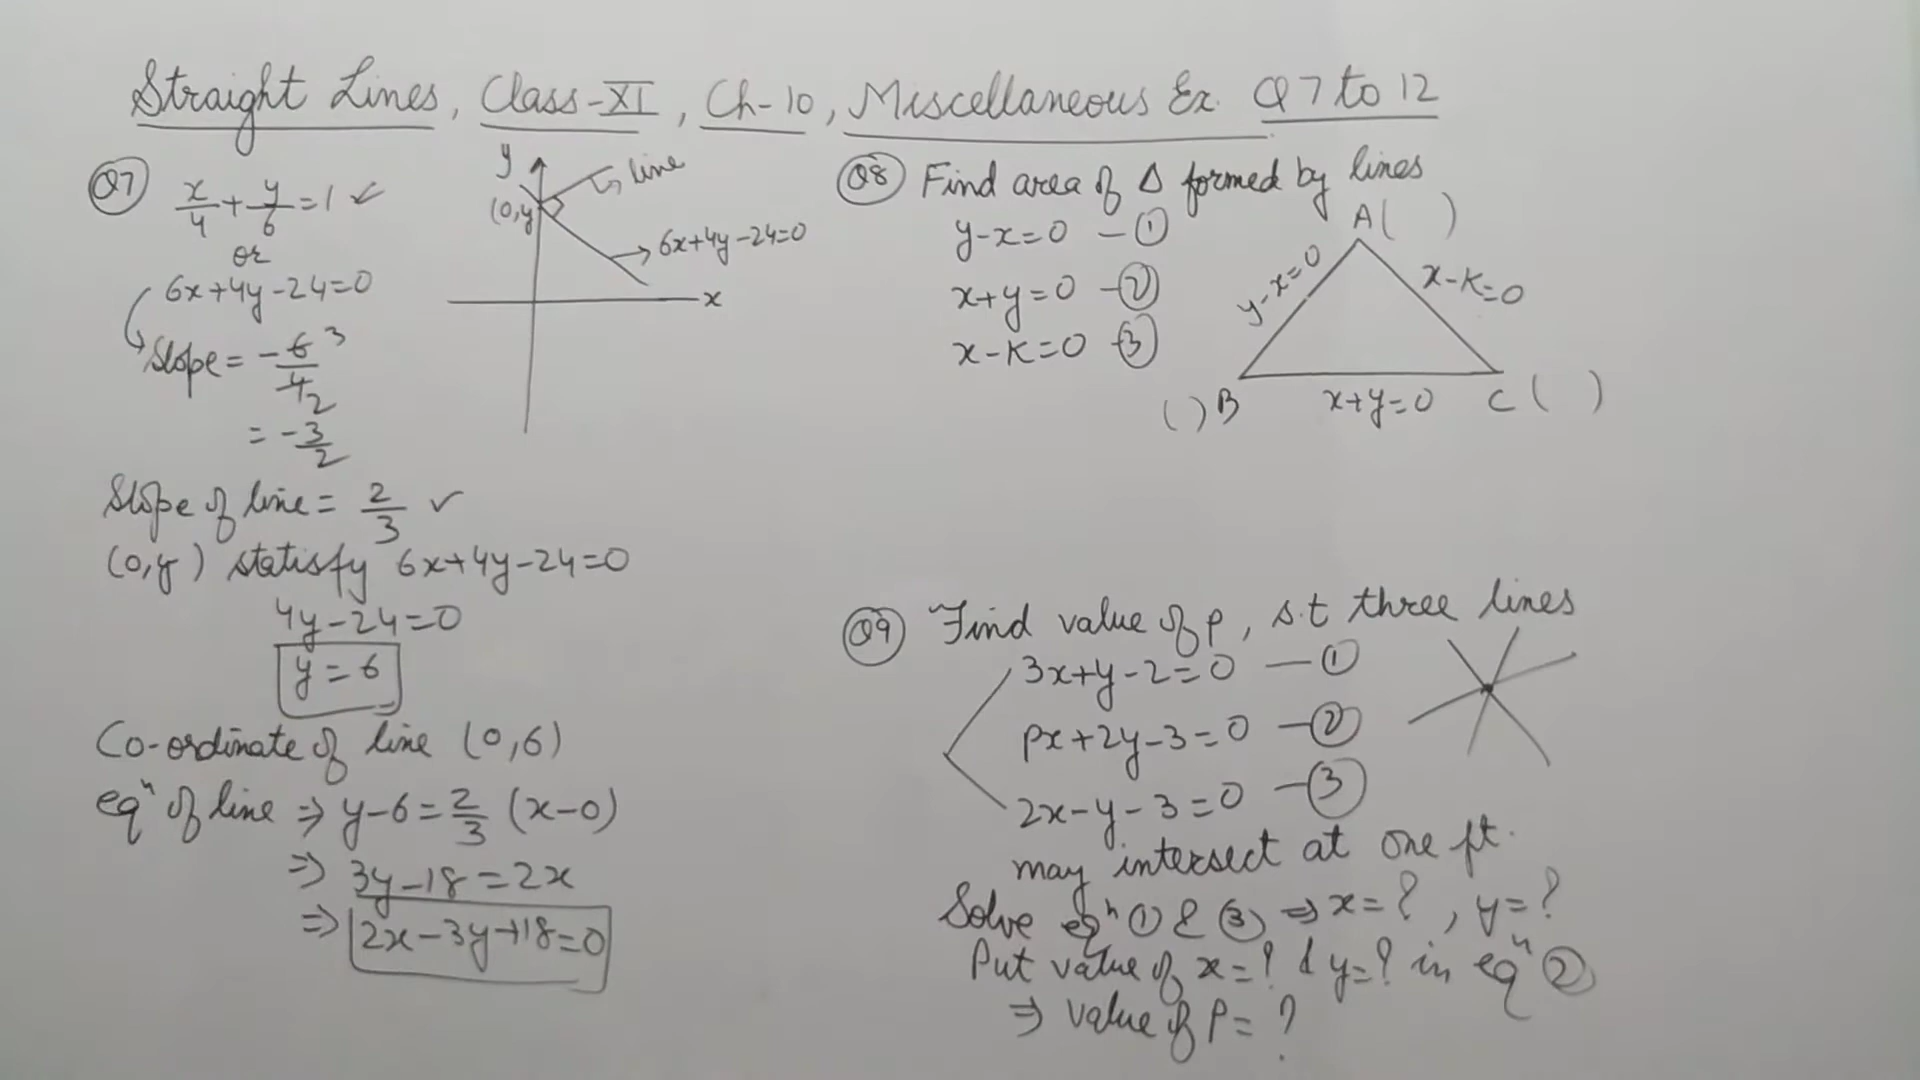 Straight Lines, Class-XI, Ch-10, Miscellaneous Ex. Q 7 to 12
Q7
x/4 + y/6 = 1 ✓
or
6x+4y-24=0
Slope = -6/4 3 2
= -3/2
Slope of line = 2/3 ✓
(0,y) statisfy 6x+4y-24=0
4y-24=0
y=6
Co-ordinate of line (0,6)
eqⁿ of line ⇒ y-6 = 2/3 (x-0)
⇒ 3y-18=2x
⇒ 2x-3y+18=0
y
line
(0,y
6x+4y-24=0
x
Q8 Find area of Δ formed by lines
y-x=0 - ①
x+y=0 - ②
x-K=0 - ③
A( )
y-x=0
x-K=0
( ) B
x+y=0
C ( )
Q9 Find value of p, s.t three lines
3x+y-2=0 - ①
px+2y-3=0 - ②
2x-y-3=0 - ③
may intersect at one pt.
Solve eqⁿ ① & ③ ⇒ x=?, y=?
Put value of x=? & y=? in eqⁿ ②
⇒ value of P = ?